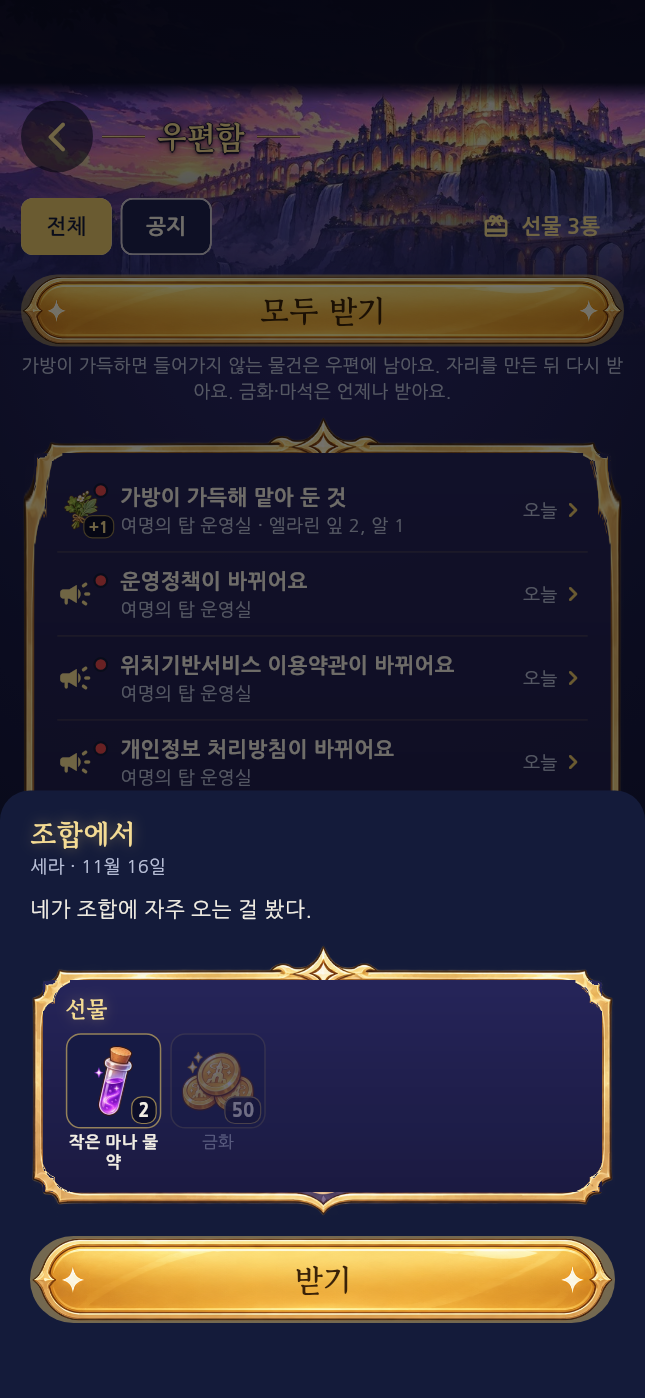 우편함
전체
공지
선물 3통
모두 받기
가방이 가득하면 들어가지 않는 물건은 우편에 남아요. 자리를 만든 뒤 다시 받
아요. 금화·마석은 언제나 받아요.
가방이 가득해 맡아 둔 것
오늘
+1
여명의 탑 운영실 · 엘라린 잎 2, 알 1
운영정책이 바뀌어요
오늘
여명의 탑 운영실
위치기반서비스 이용약관이 바뀌어요
오늘
여명의 탑 운영실
개인정보 처리방침이 바뀌어요
오늘
여명의 탑 운영실
조합에서
세라 · 11월 16일
네가 조합에 자주 오는 걸 봤다.
선물
2
50
작은 마나 물
약
금화
받기